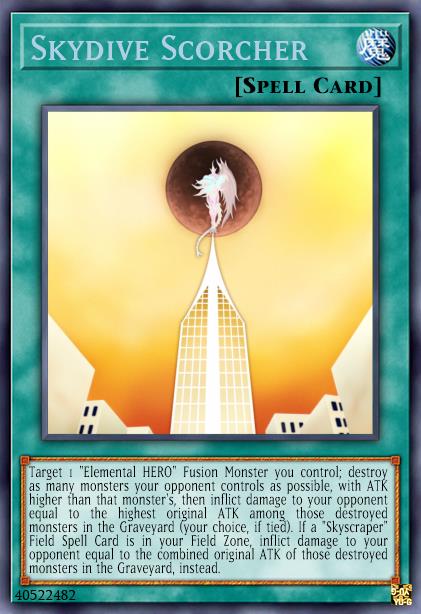 Skydive Scorcher
魔
[Spell Card]
Target 1 "Elemental HERO" Fusion Monster you control; destroy
as many monsters your opponent controls as possible, with ATK
higher than that monster's, then inflict damage to your opponent
equal to the highest original ATK among those destroyed
monsters in the Graveyard (your choice, if tied). If a "Skyscraper"
Field Spell Card is in your Field Zone, inflict damage to your
opponent equal to the combined original ATK of those destroyed
monsters in the Graveyard, instead.
40522482